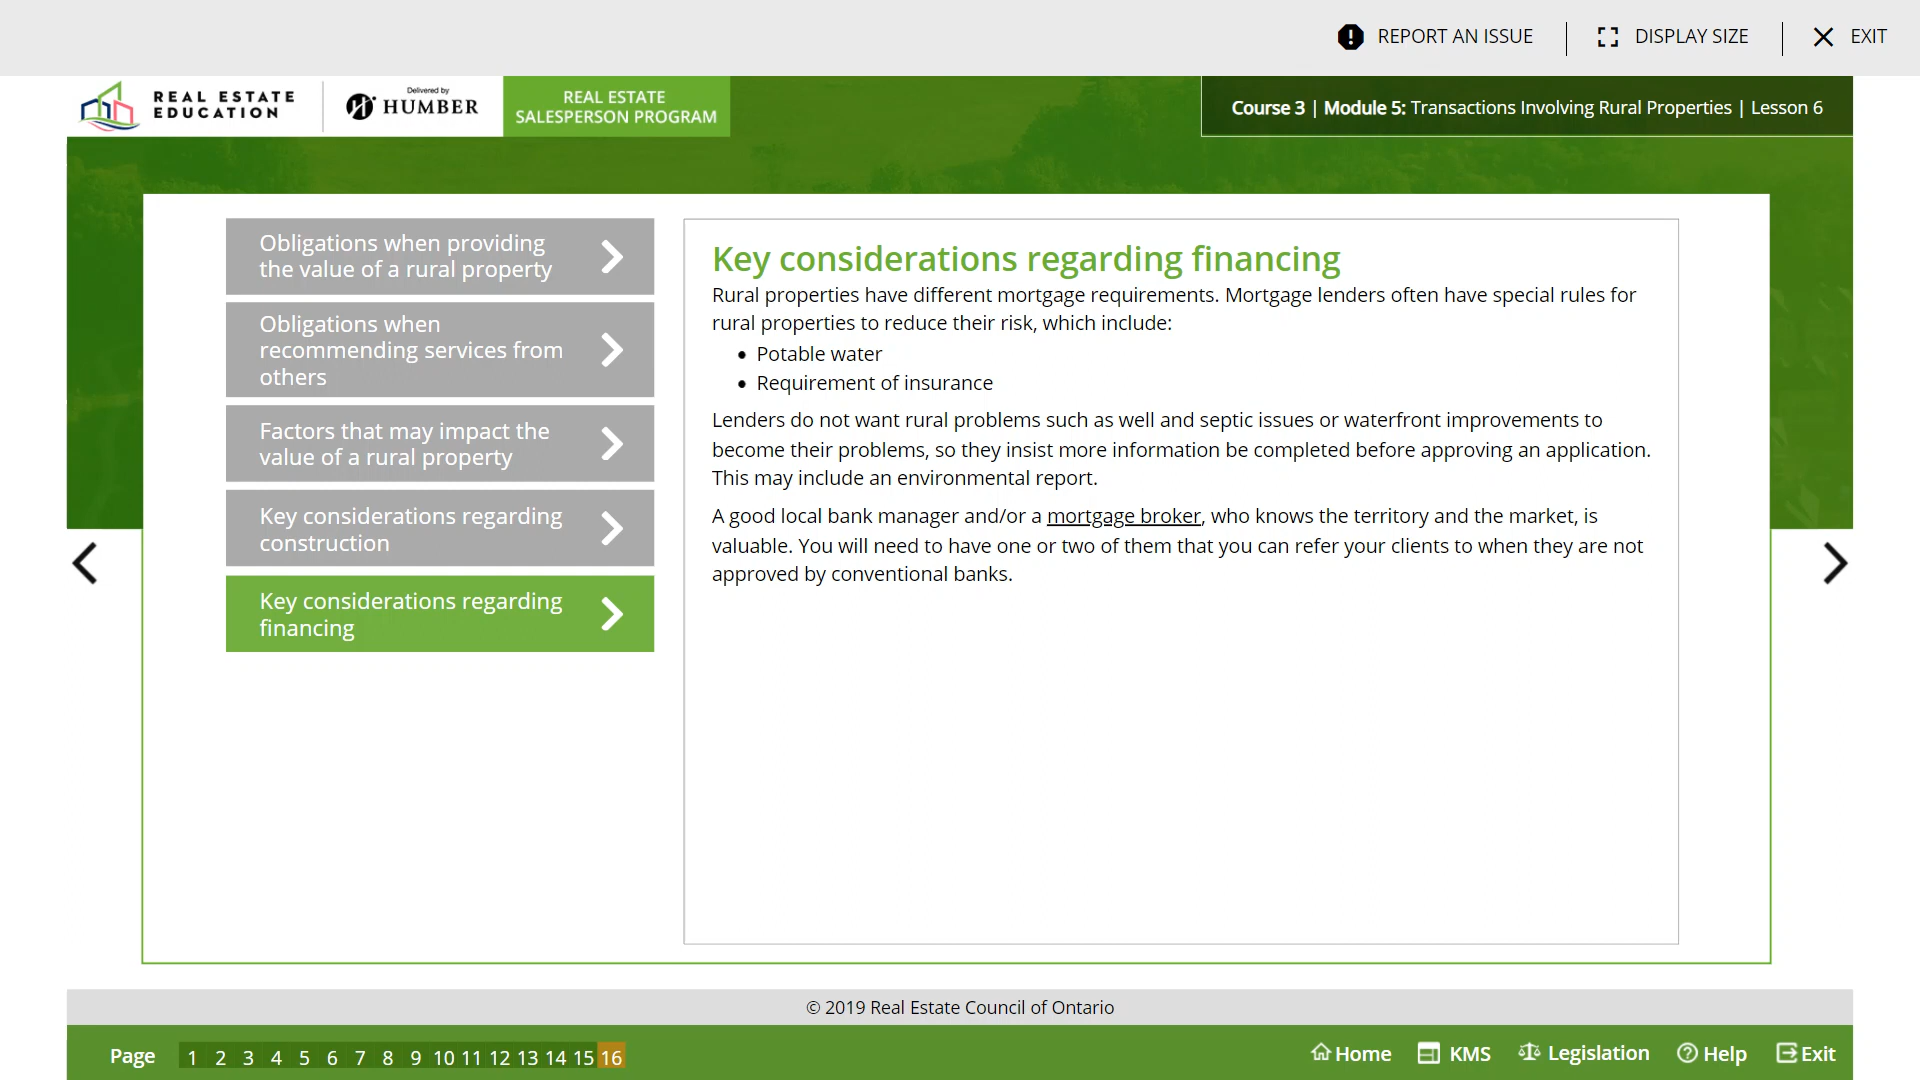 REPORT AN ISSUE
DISPLAY SIZE
EXIT
REAL ESTATE
EDUCATION
Delivered by
HUMBER
REAL ESTATE
SALESPERSON PROGRAM
Course 3 | Module 5: Transactions Involving Rural Properties | Lesson 6
Obligations when providing
the value of a rural property
Obligations when
recommending services from
others
Factors that may impact the
value of a rural property
Key considerations regarding
construction
Key considerations regarding
financing
Key considerations regarding financing
Rural properties have different mortgage requirements. Mortgage lenders often have special rules for
rural properties to reduce their risk, which include:
• Potable water
• Requirement of insurance
Lenders do not want rural problems such as well and septic issues or waterfront improvements to
become their problems, so they insist more information be completed before approving an application.
This may include an environmental report.
A good local bank manager and/or a mortgage broker, who knows the territory and the market, is
valuable. You will need to have one or two of them that you can refer your clients to when they are not
approved by conventional banks.
© 2019 Real Estate Council of Ontario
Page 1 2 3 4 5 6 7 8 9 10 11 12 13 14 15 16
Home
KMS
Legislation
Help
Exit